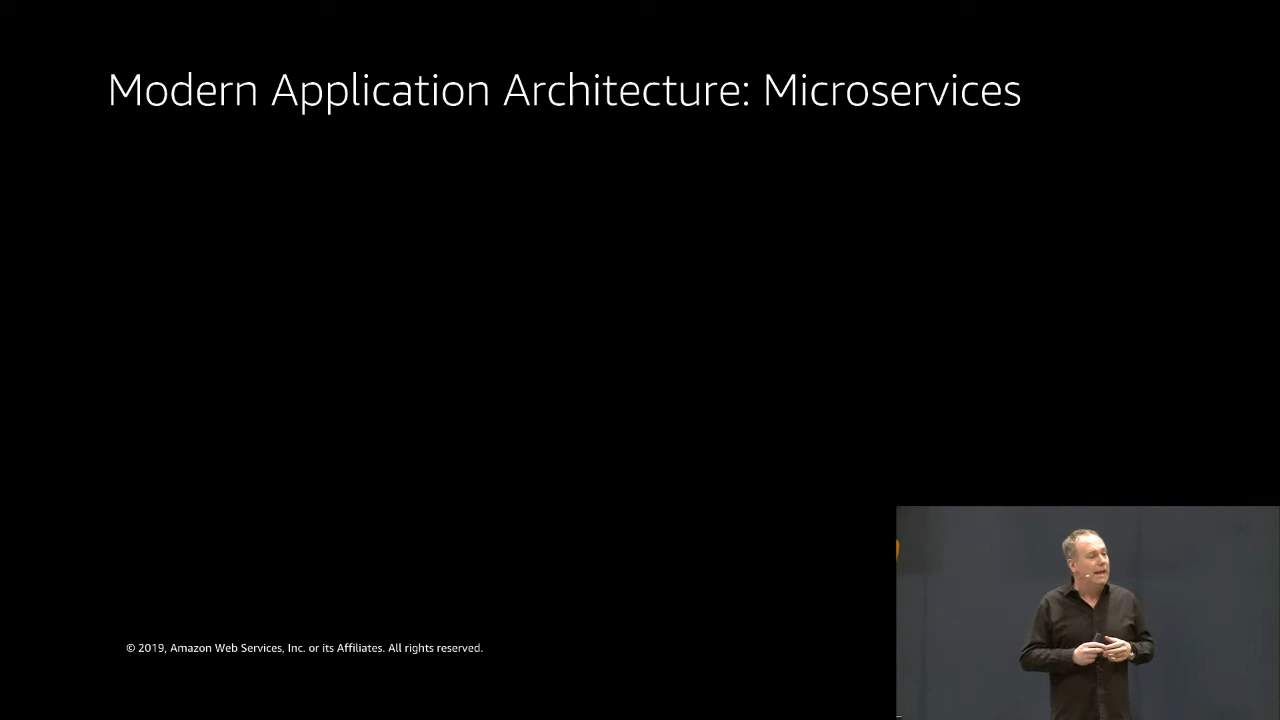 Modern Application Architecture: Microservices
© 2019, Amazon Web Services, Inc. or its Affiliates. All rights reserved.